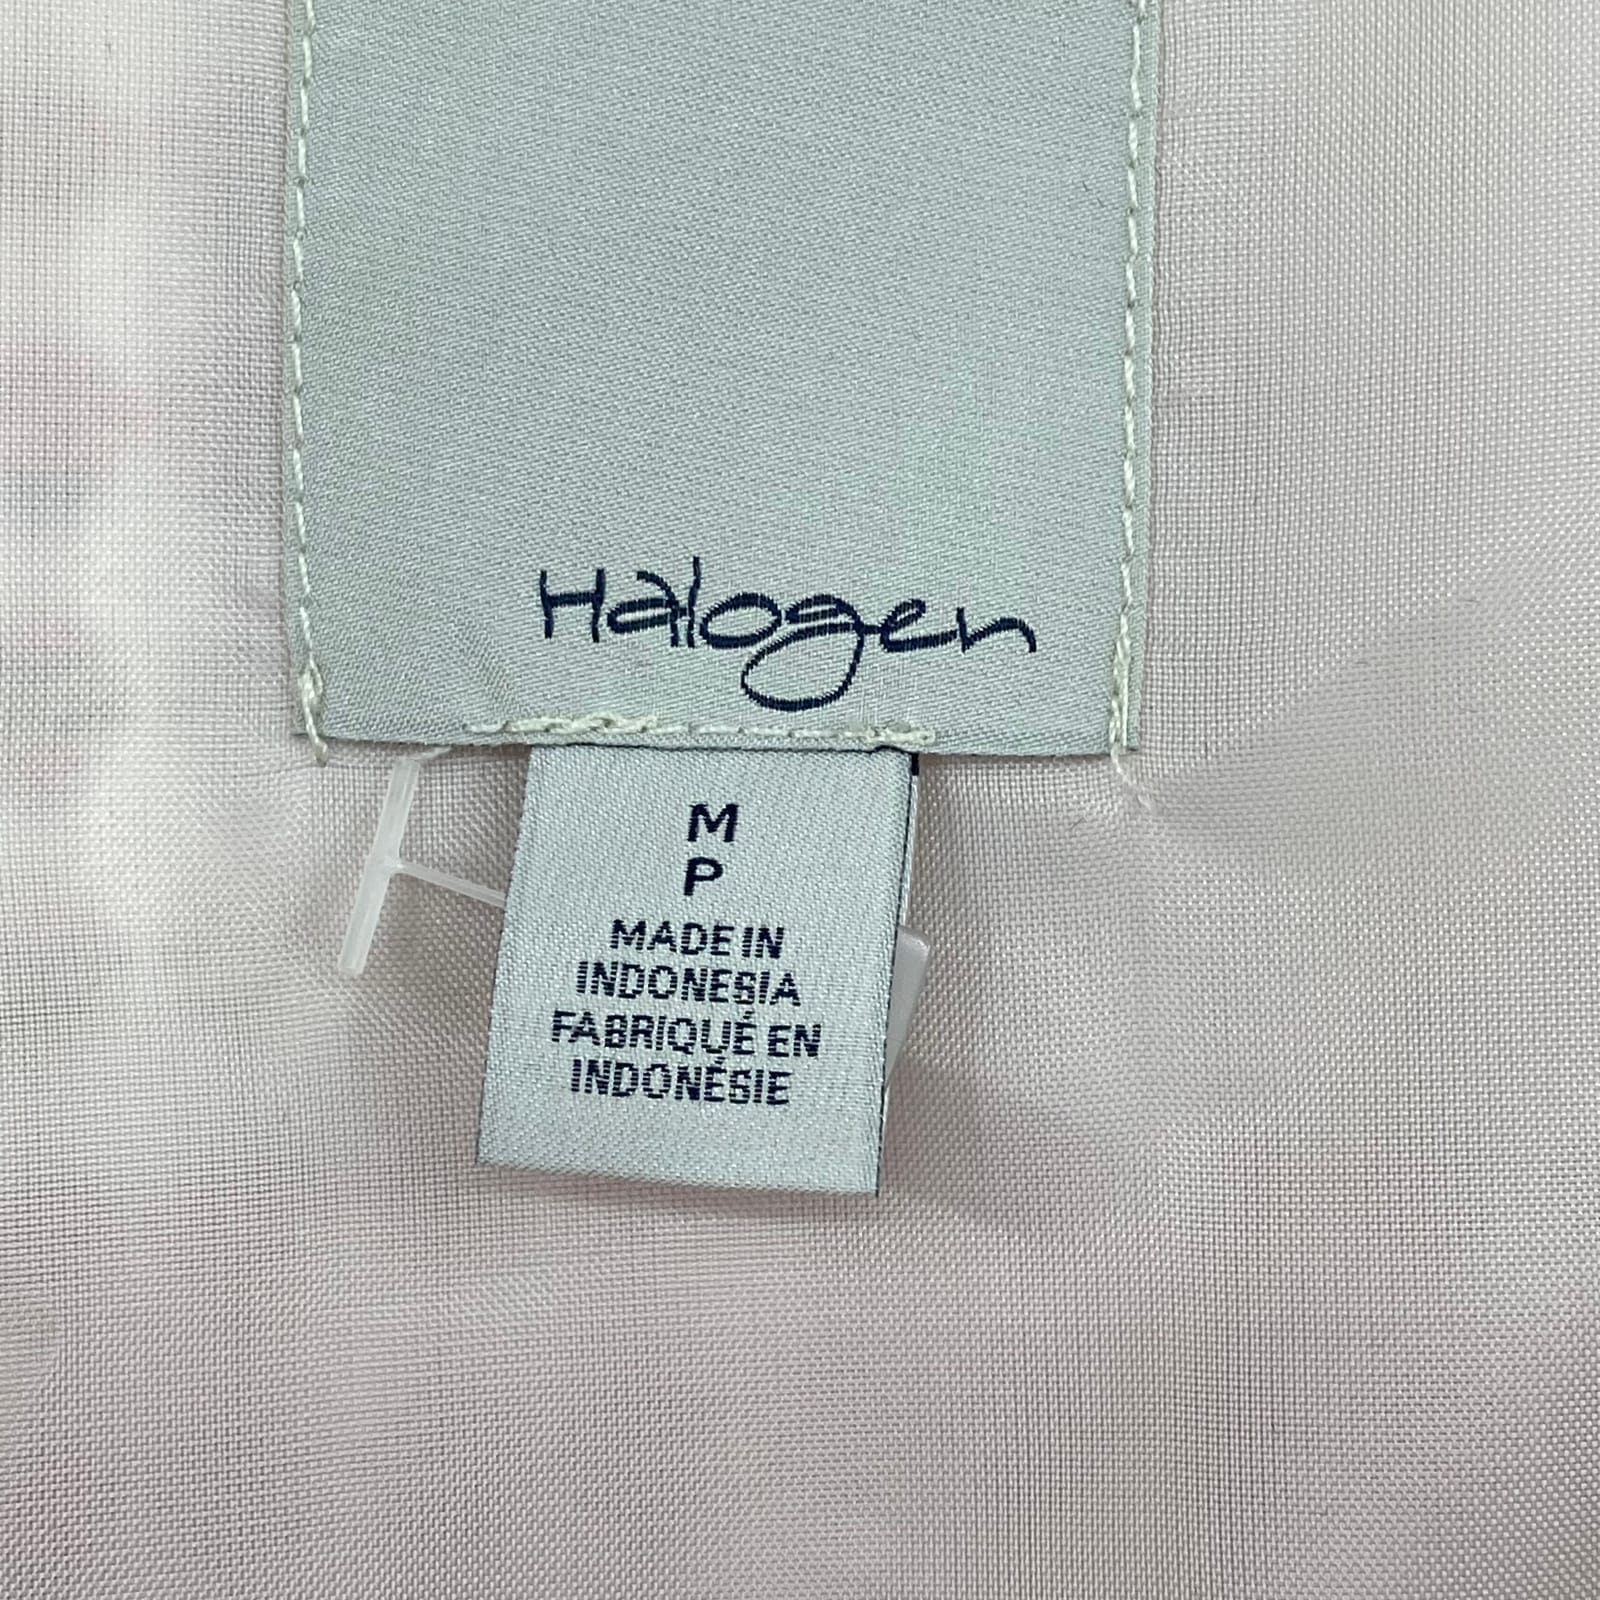 Halogen
M
P
MADE IN
INDONESIA
FABRIQUÉ EN
INDONÉSIE